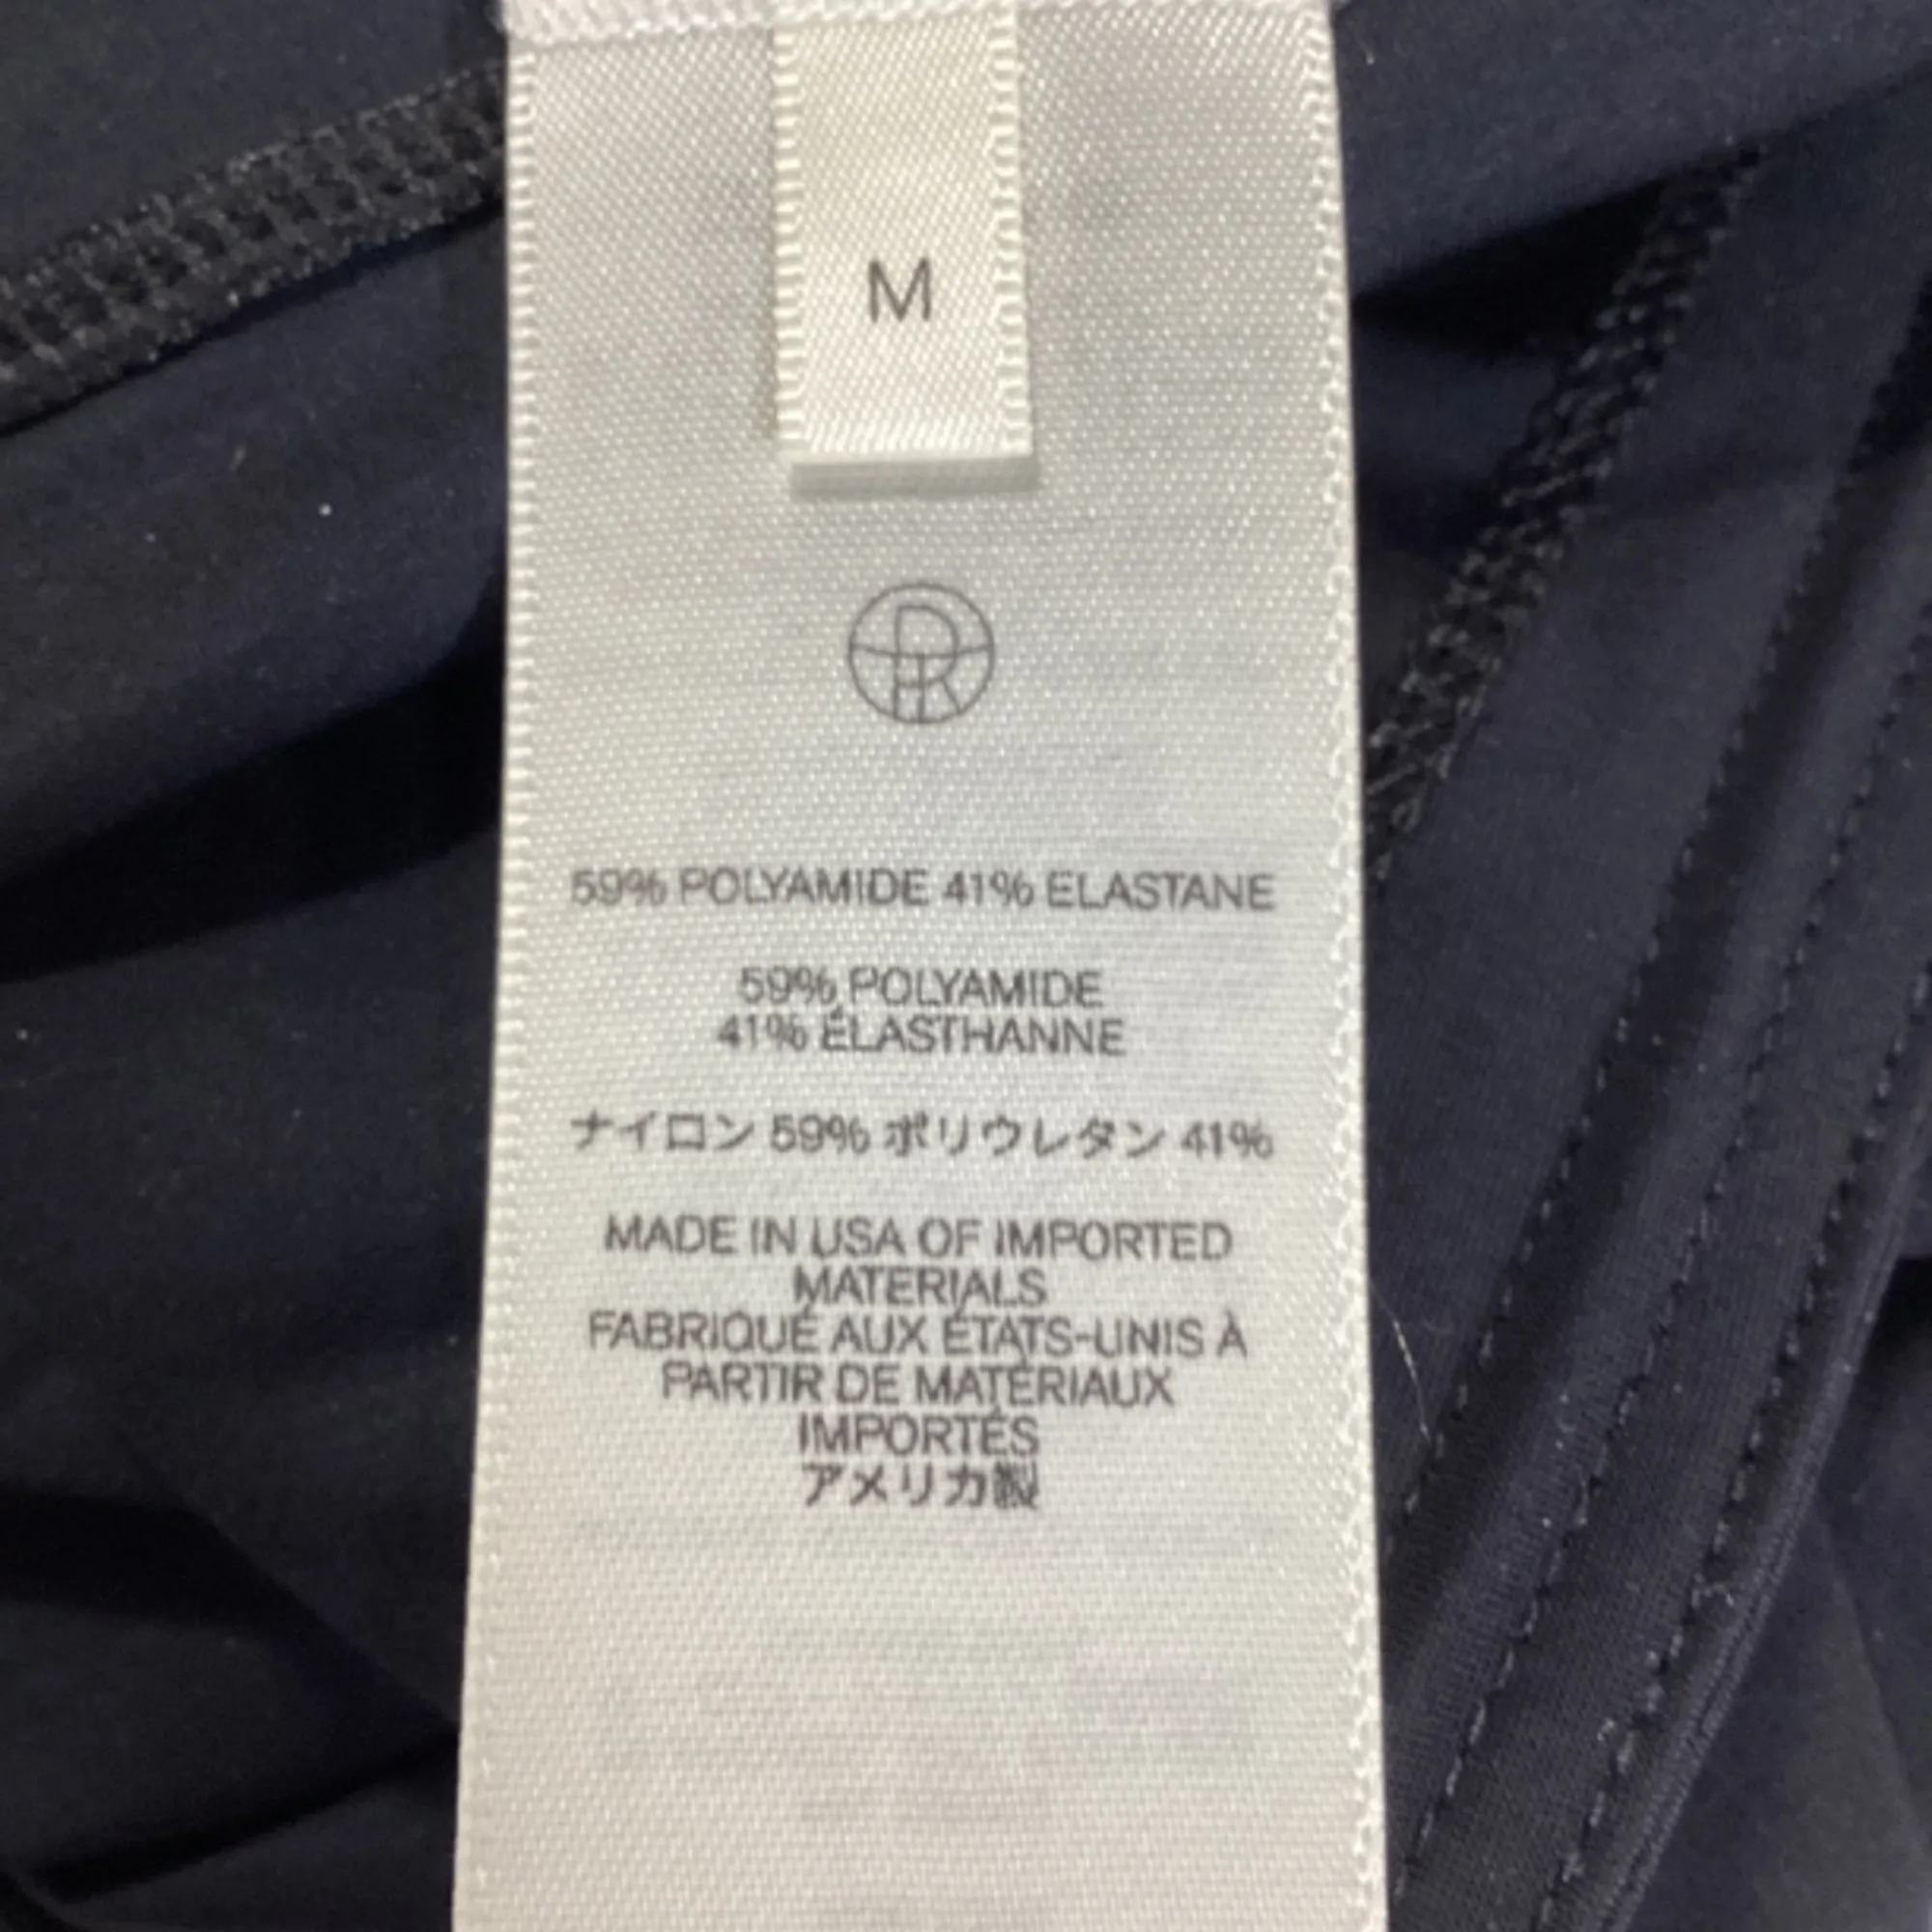 M
59% POLYAMIDE 41% ELASTANE
59% POLYAMIDE
41% ÉLASTHANNE
ナイロン 59% ポリウレタン 41%
MADE IN USA OF IMPORTED
MATERIALS
FABRIQUÉ AUX ÉTATS-UNIS À
PARTIR DE MATÉRIAUX
IMPORTÉS
アメリカ製